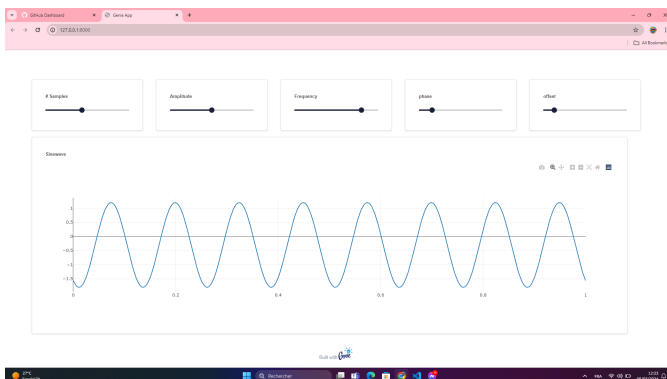 GitHub Dashboard
Genie App
127.0.0.1:8000
All Bookmarks
# Samples
Amplitude
Frequency
phase
offset
Sinewave
1
0.5
0
−0.5
−1
−1.5
0
0.2
0.4
0.6
0.8
1
Built with Genie
27°C
Rechercher
FRA
12:03